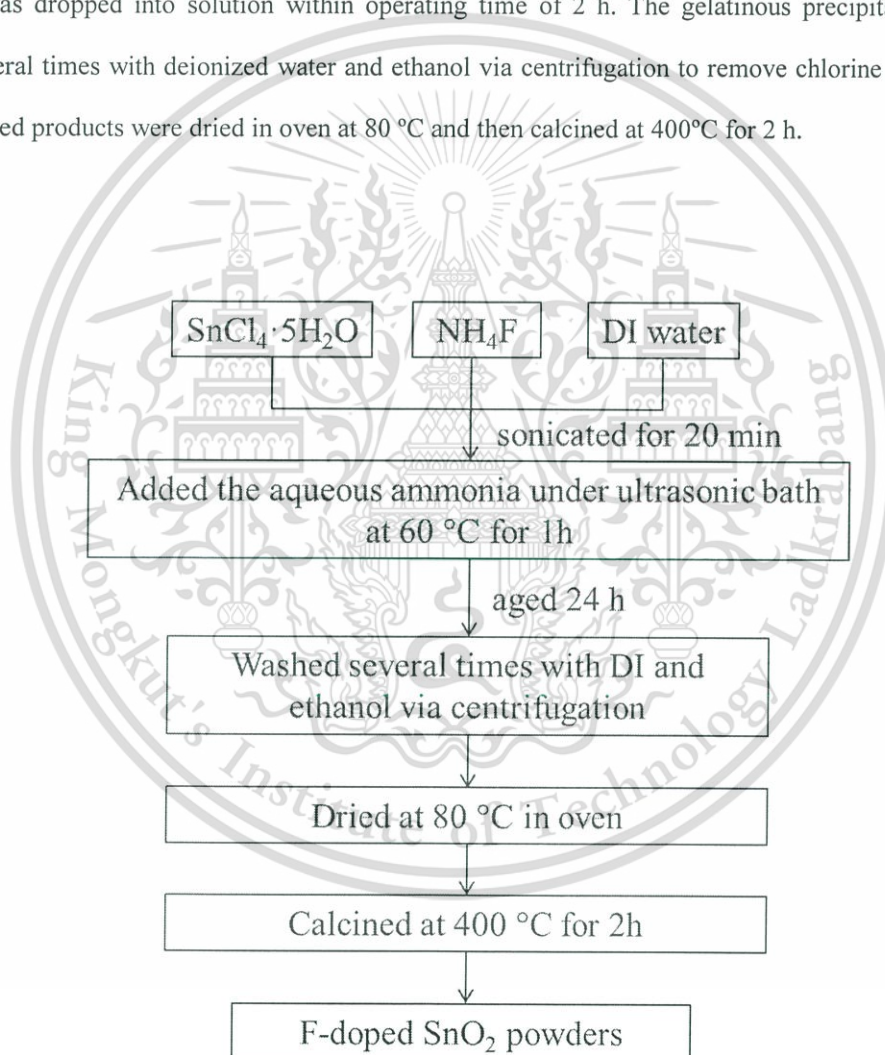 as dropped into solution within operating time of 2 h. The gelatinous precipit
eral times with deionized water and ethanol via centrifugation to remove chlorine
ed products were dried in oven at 80 ºC and then calcined at 400ºC for 2 h.
SnCl₄·5H₂O NH₄F DI water
sonicated for 20 min
Added the aqueous ammonia under ultrasonic bath
at 60 °C for 1h
aged 24 h
Washed several times with DI and
ethanol via centrifugation
Dried at 80 °C in oven
Calcined at 400 °C for 2h
F-doped SnO₂ powders
King Mongkut's Institute of Technology Ladkrabang